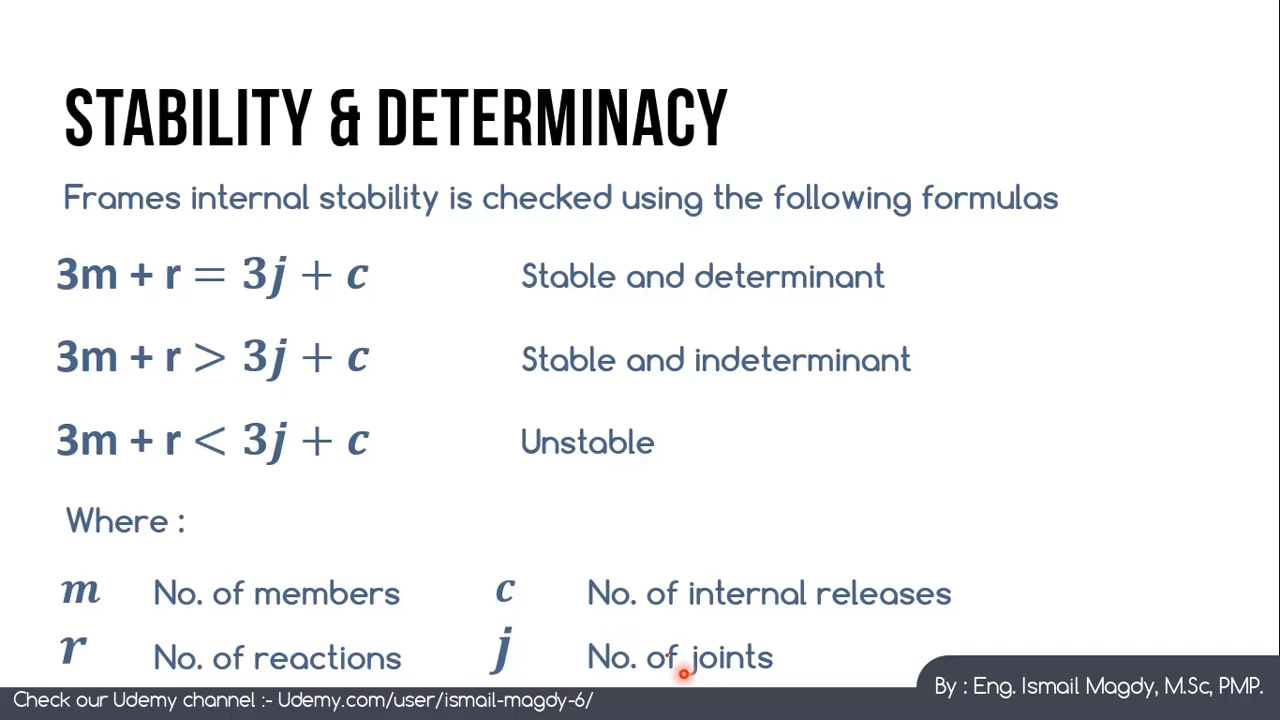 STABILITY & DETERMINACY
Frames internal stability is checked using the following formulas
3m + r = 3j + c Stable and determinant
3m + r > 3j + c Stable and indeterminant
3m + r < 3j + c Unstable
Where :
m No. of members c No. of internal releases
r No. of reactions j No. of joints
By : Eng. Ismail Magdy, M.Sc, PMP.
Check our Udemy channel :- Udemy.com/user/ismail-magdy-6/